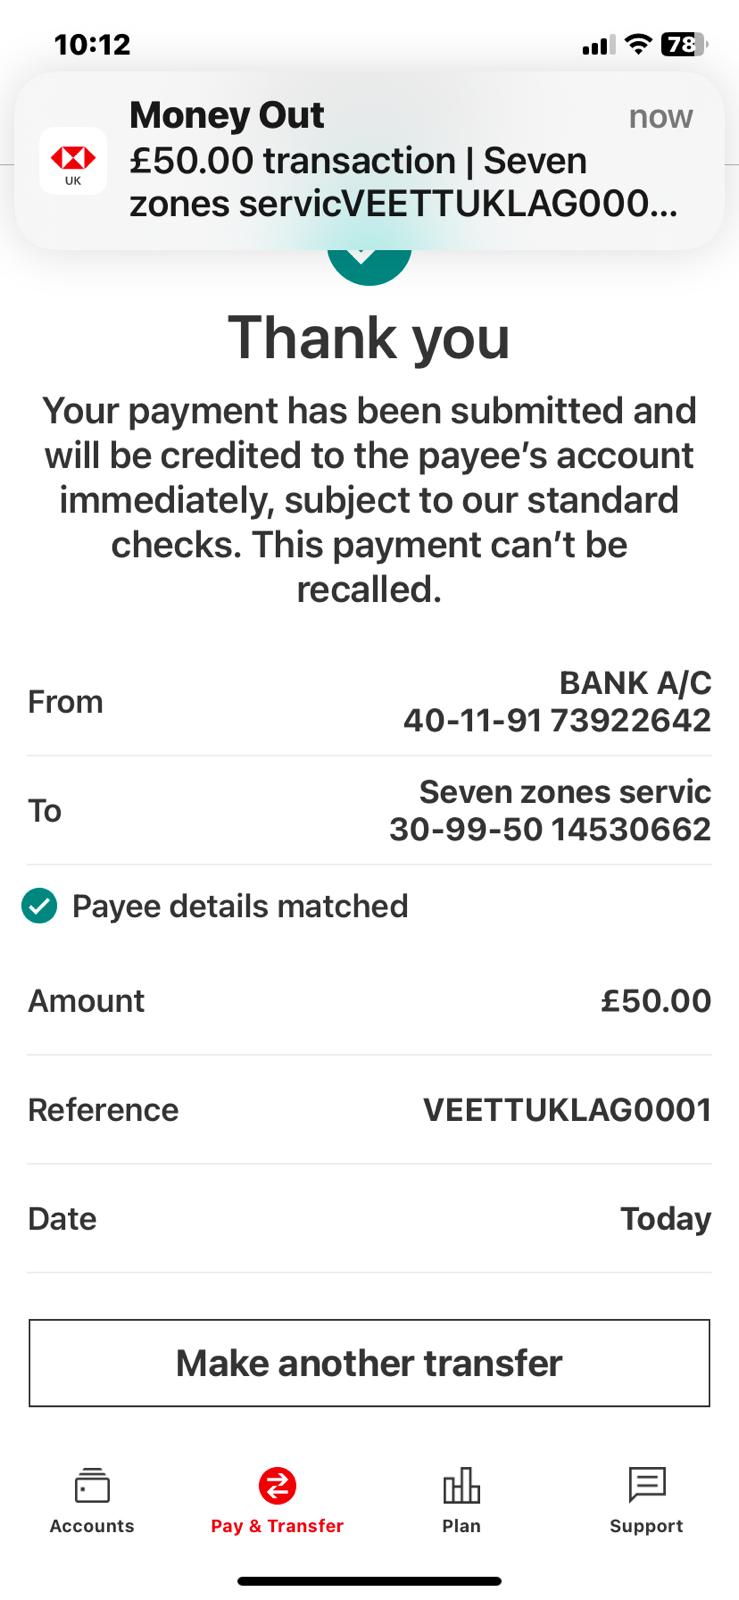 10:12
78
Money Out
now
£50.00 transaction | Seven
zones servicVEETTUKLAG000...
UK
Thank you
Your payment has been submitted and
will be credited to the payee’s account
immediately, subject to our standard
checks. This payment can’t be
recalled.
From
BANK A/C
40-11-91 73922642
To
Seven zones servic
30-99-50 14530662
Payee details matched
Amount
£50.00
Reference
VEETTUKLAG0001
Date
Today
Make another transfer
Accounts
Pay & Transfer
Plan
Support